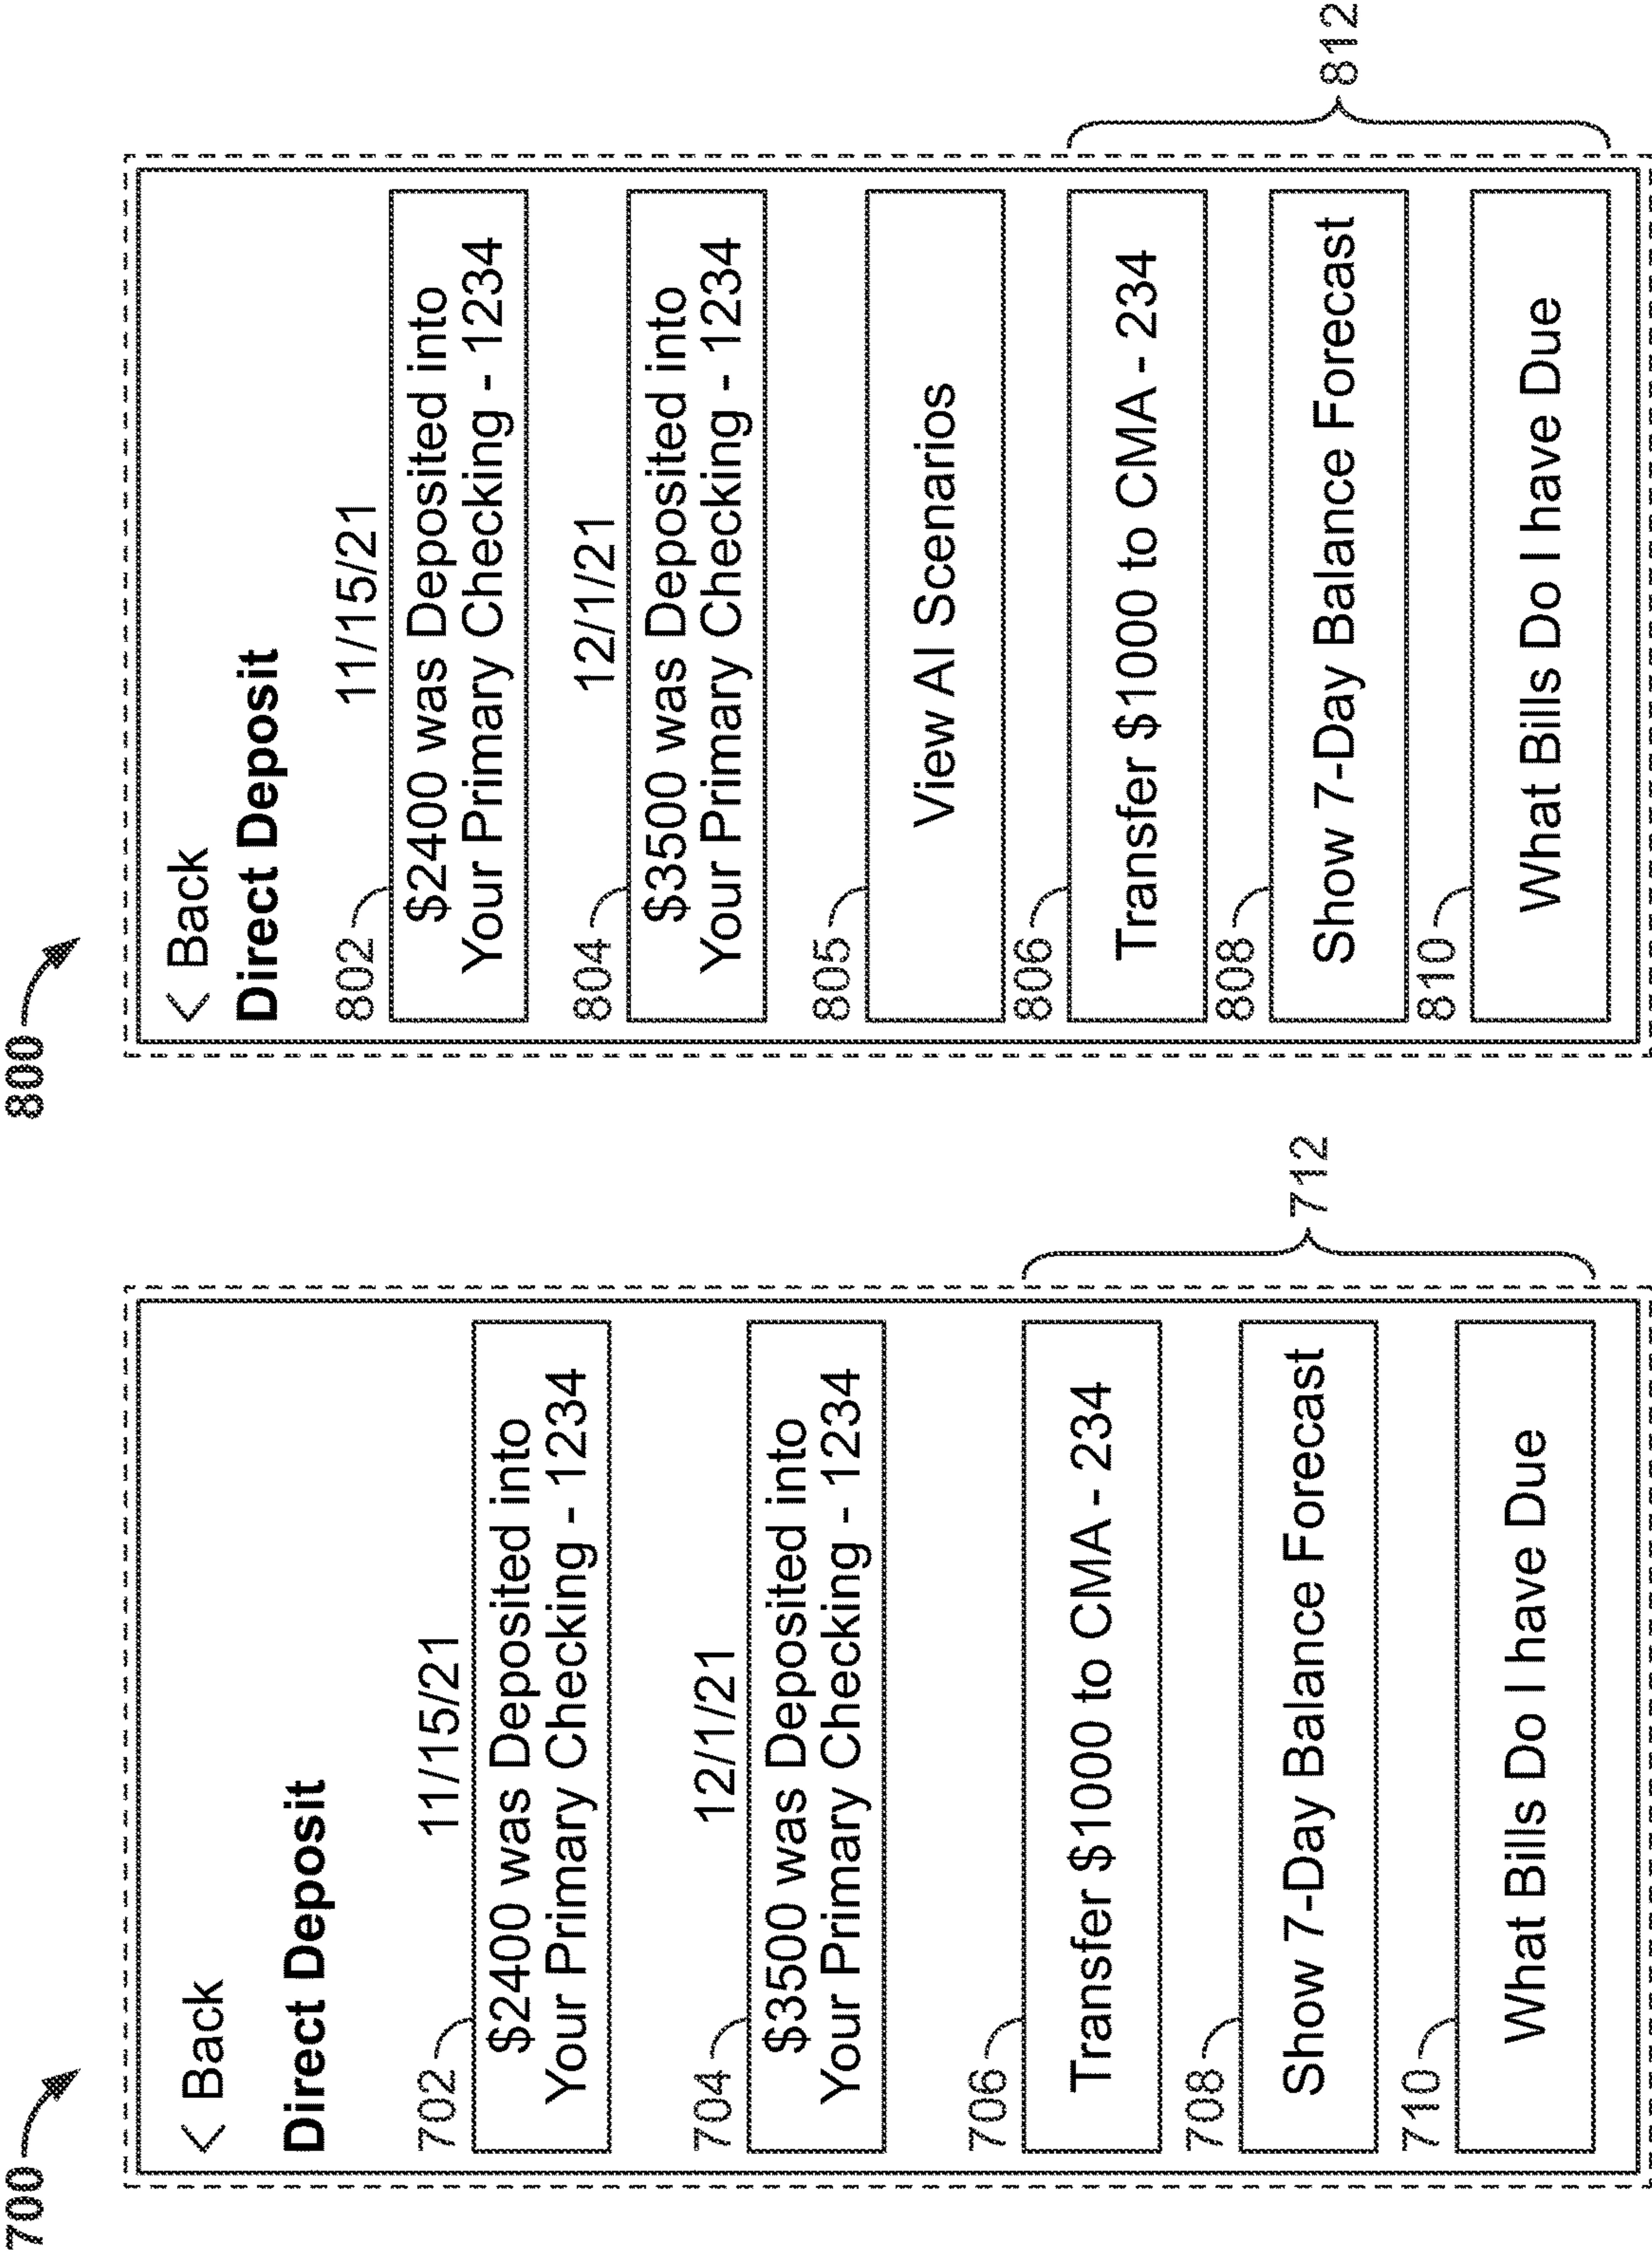 700
< Back
Direct Deposit
11/15/21
702
$2400 was Deposited into
Your Primary Checking - 1234
12/1/21
704
$3500 was Deposited into
Your Primary Checking - 1234
706
Transfer $1000 to CMA - 234
708
Show 7-Day Balance Forecast
710
What Bills Do I have Due
712
800
< Back
Direct Deposit
11/15/21
802
$2400 was Deposited into
Your Primary Checking - 1234
12/1/21
804
$3500 was Deposited into
Your Primary Checking - 1234
805
View AI Scenarios
806
Transfer $1000 to CMA - 234
808
Show 7-Day Balance Forecast
810
What Bills Do I have Due
812